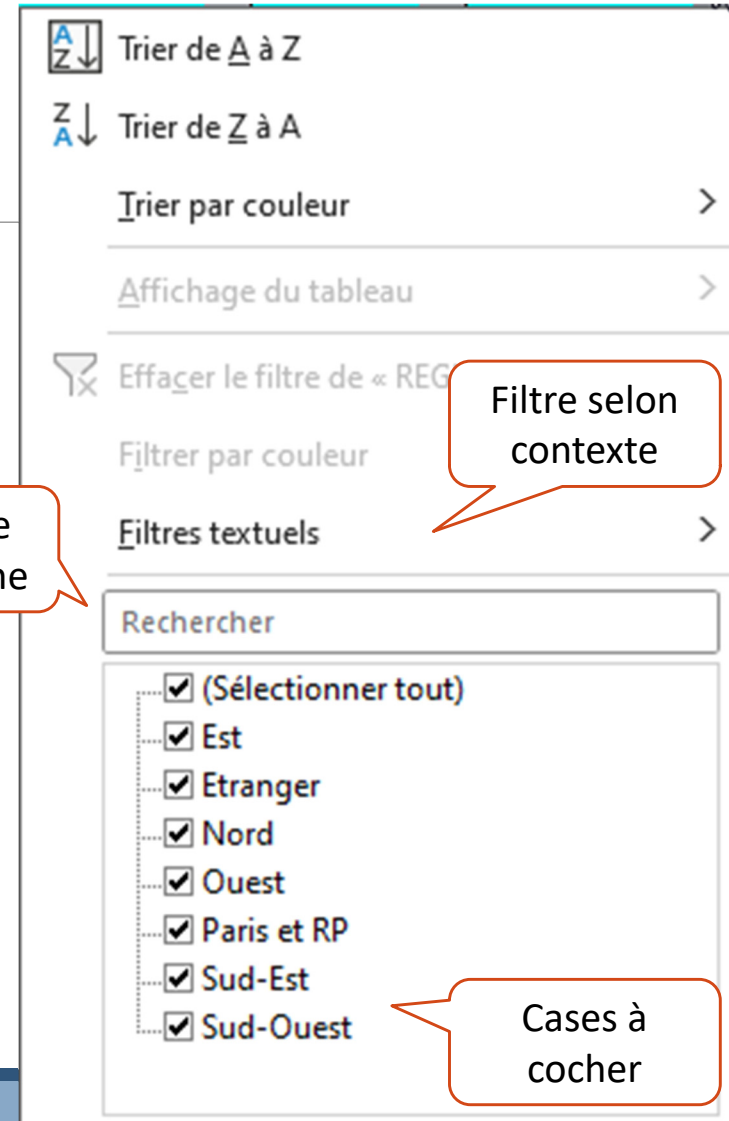 Trier de A à Z
Trier de Z à A
Trier par couleur
Affichage du tableau
Effacer le filtre de « REG
Filtre selon
contexte
Filtrer par couleur
Filtres textuels
Rechercher
(Sélectionner tout)
Est
Etranger
Nord
Ouest
Paris et RP
Sud-Est
Sud-Ouest
Cases à
cocher